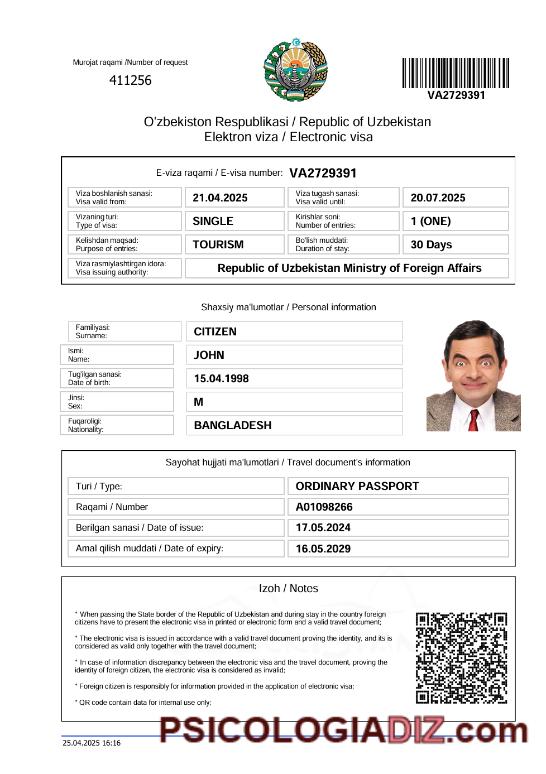 Murojat raqami /Number of request
411256
VA2729391
O'zbekiston Respublikasi / Republic of Uzbekistan
Elektron viza / Electronic visa
E-viza raqami / E-visa number: VA2729391
Viza boshlanish sanasi:
Visa valid from:
21.04.2025
Viza tugash sanasi:
Visa valid until:
20.07.2025
Vizaning turi:
Type of visa:
SINGLE
Kirishlar soni:
Number of entries:
1 (ONE)
Kelishdan maqsad:
Purpose of entries:
TOURISM
Bo'lish muddati:
Duration of stay:
30 Days
Viza rasmiylashtirgan idora:
Visa issuing authority:
Republic of Uzbekistan Ministry of Foreign Affairs
Shaxsiy ma'lumotlar / Personal information
Familiyasi:
Surname:
CITIZEN
Ismi:
Name:
JOHN
Tug'ilgan sanasi:
Date of birth:
15.04.1998
Jinsi:
Sex:
M
Fuqaroligi:
Nationality:
BANGLADESH
Sayohat hujjati ma'lumotlari / Travel document's information
Turi / Type:
ORDINARY PASSPORT
Raqami / Number
A01098266
Berilgan sanasi / Date of issue:
17.05.2024
Amal qilish muddati / Date of expiry:
16.05.2029
Izoh / Notes
* When passing the State border of the Republic of Uzbekistan and during stay in the country foreign
citizens have to present the electronic visa in printed or electronic form and a valid travel document;
* The electronic visa is issued in accordance with a valid travel document proving the identity, and its is
considered as valid only together with the travel document;
* In case of information discrepancy between the electronic visa and the travel document, proving the
identity of foreign citizen, the electronic visa is considered as invalid;
* Foreign citizen is responsibly for information provided in the application of electronic visa;
* QR code contain data for internal use only;
PSICOLOGIADIZ.com
25.04.2025 16:16